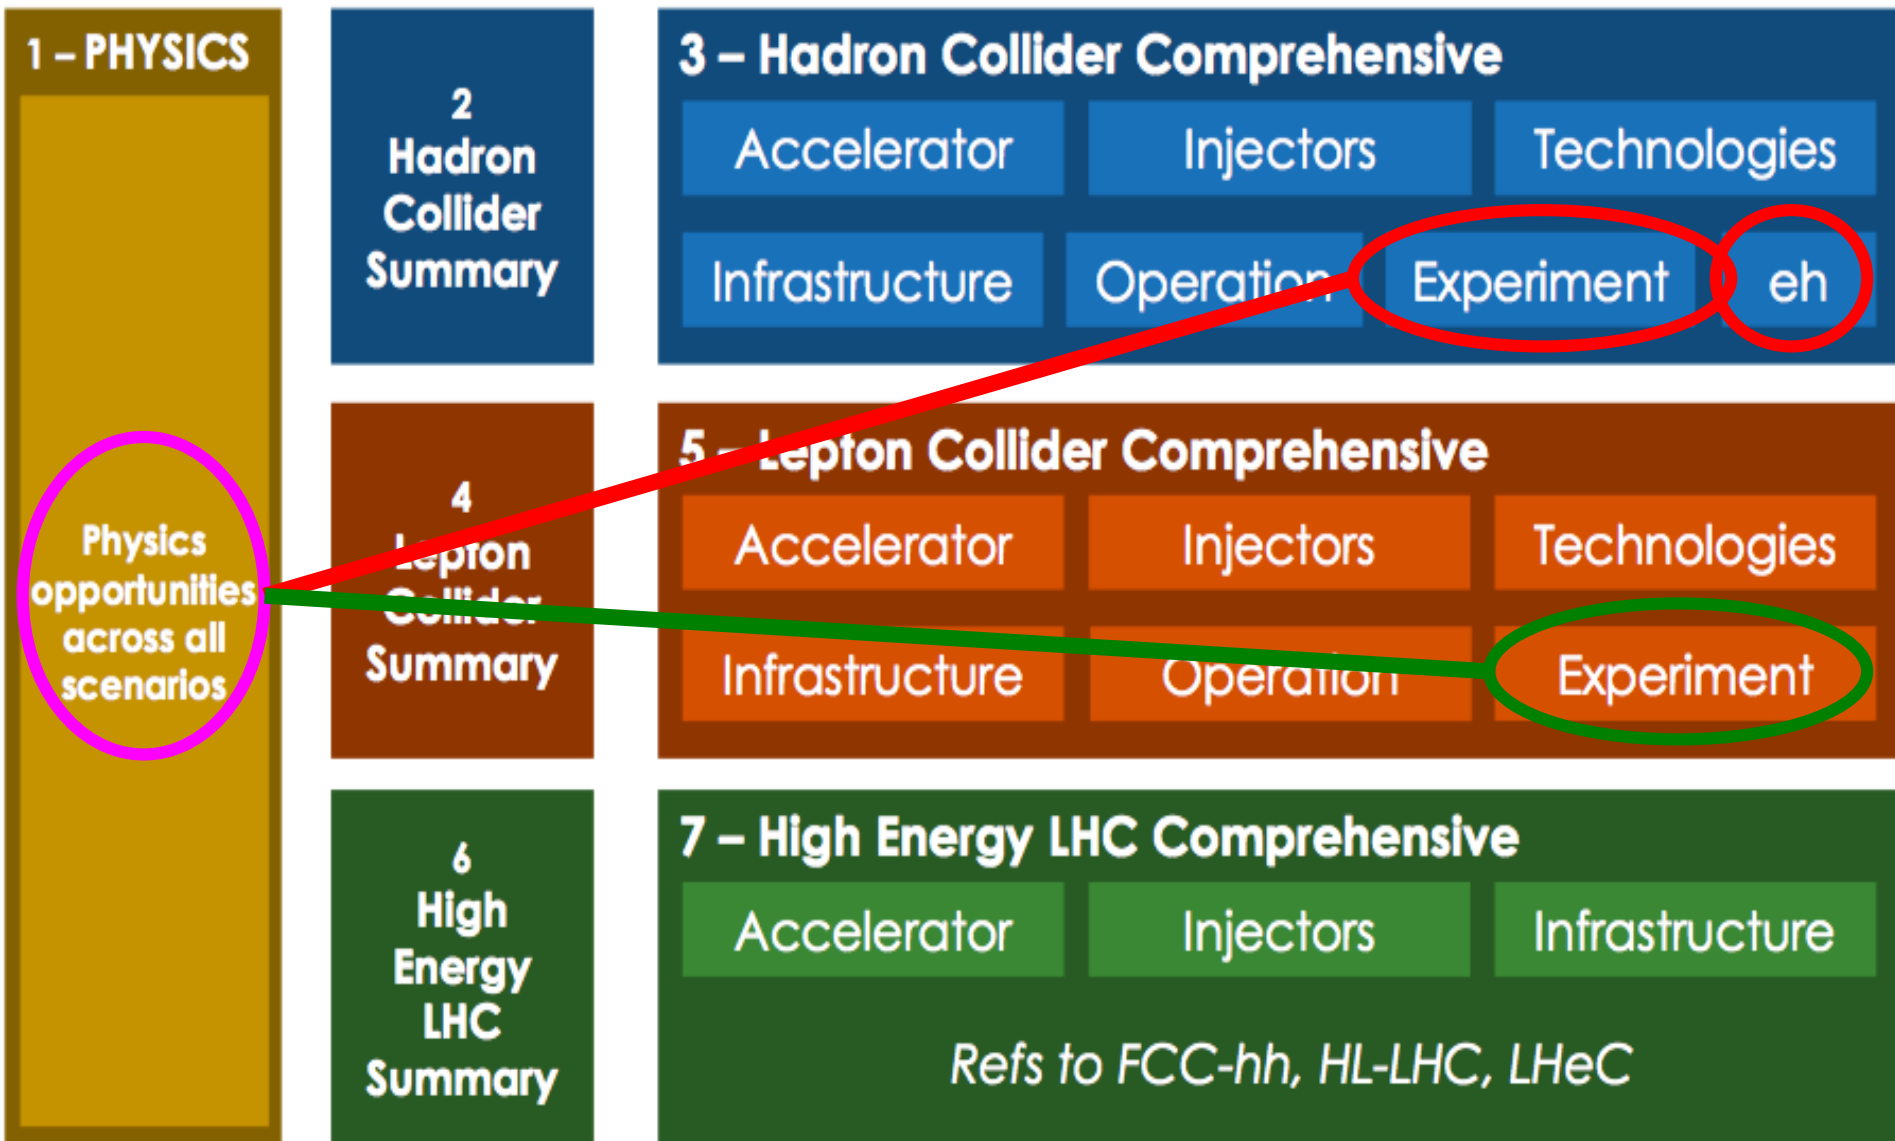 1 – PHYSICS
Physics
opportunities
across all
scenarios
2
Hadron
Collider
Summary
3 – Hadron Collider Comprehensive
Accelerator
Injectors
Technologies
Infrastructure
Operation
Experiment
eh
4
Lepton
Collider
Summary
5 – Lepton Collider Comprehensive
Accelerator
Injectors
Technologies
Infrastructure
Operation
Experiment
6
High
Energy
LHC
Summary
7 – High Energy LHC Comprehensive
Accelerator
Injectors
Infrastructure
Refs to FCC-hh, HL-LHC, LHeC